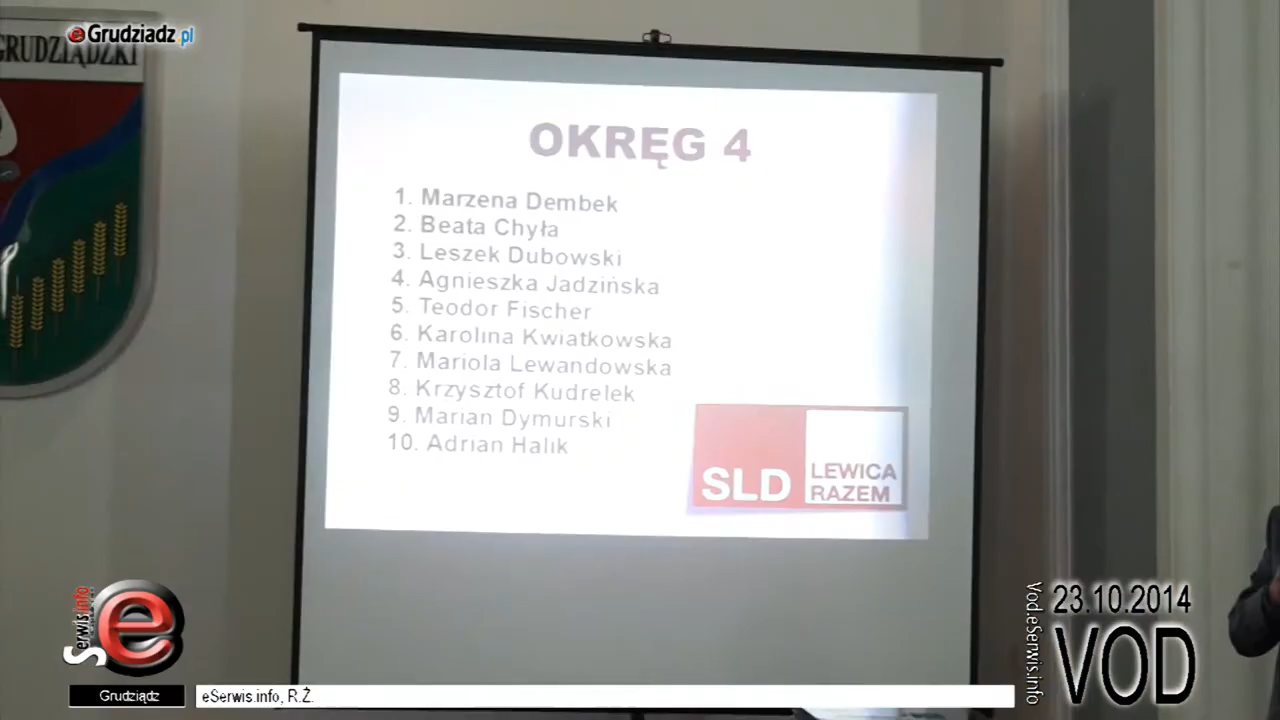 eGrudziadz.pl
GRUDZIĄDZKI
OKRĘG 4
1. Marzena Dembek
2. Beata Chyła
3. Leszek Dubowski
4. Agnieszka Jadzińska
5. Teodor Fischer
6. Karolina Kwiatkowska
7. Mariola Lewandowska
8. Krzysztof Kudrelek
9. Marian Dymurski
10. Adrian Halik
SLD
LEWICA
RAZEM
Serwis.info
e
Grudziądz
eSerwis.info, R.Ż.
Vod.eSerwis.info
23.10.2014
VOD